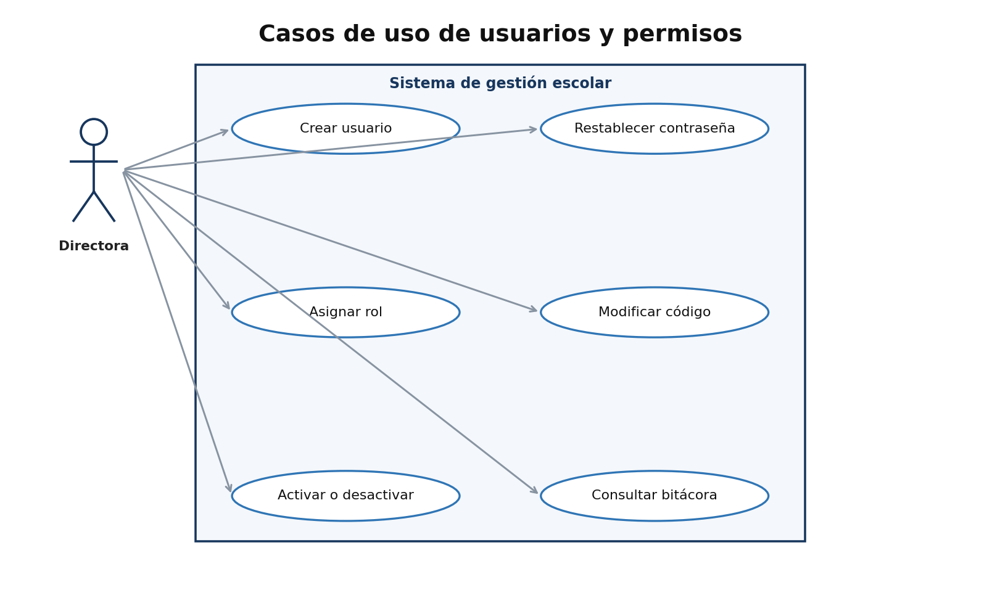 Casos de uso de usuarios y permisos
Sistema de gestión escolar
Crear usuario
Restablecer contraseña
Directora
Asignar rol
Modificar código
Activar o desactivar
Consultar bitácora